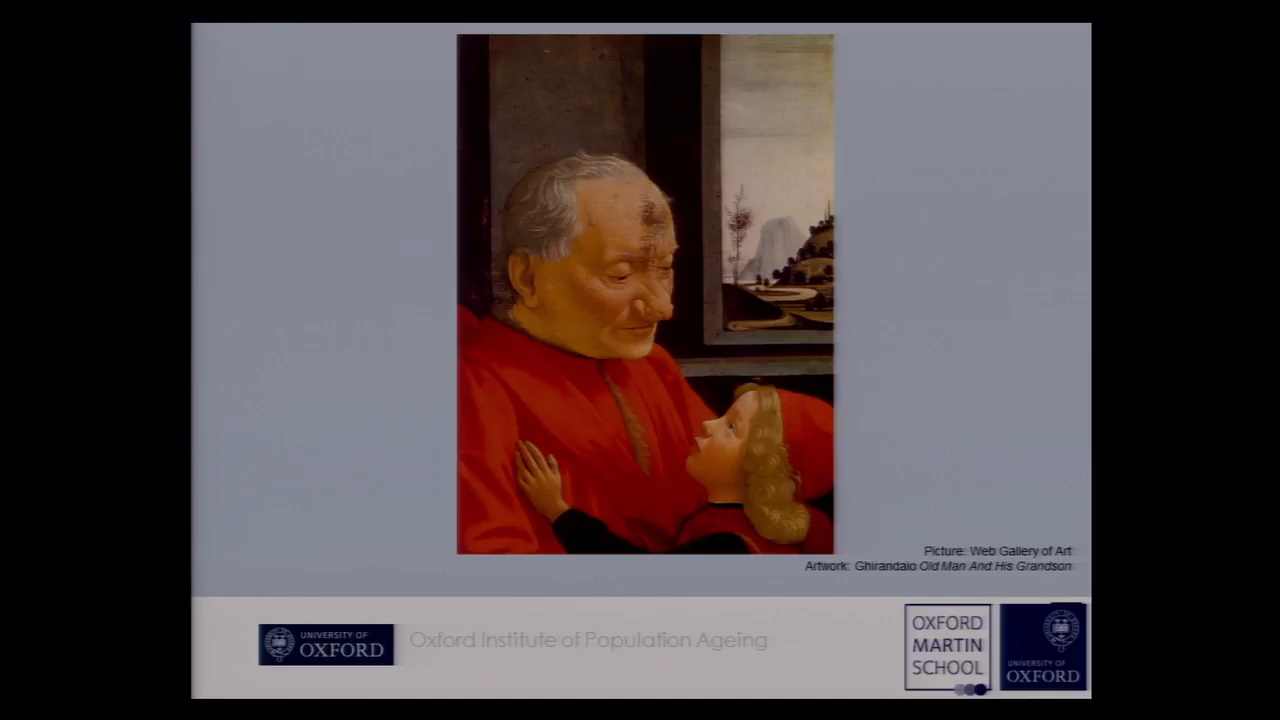 Picture: Web Gallery of Art
Artwork: Ghirandaio Old Man And His Grandson
UNIVERSITY OF
OXFORD
Oxford Institute of Population Ageing
OXFORD
MARTIN
SCHOOL
UNIVERSITY OF
OXFORD